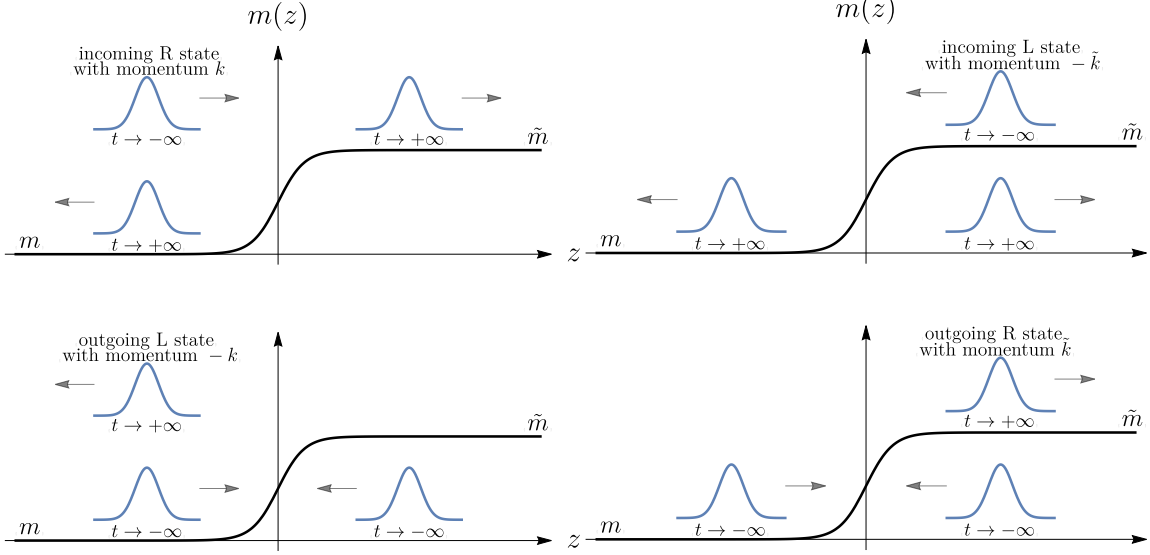 m(z)
incoming R state
with momentum k
t → −∞
t → +∞
m̃
m
t → +∞
z
m(z)
incoming L state
with momentum − k̃
t → −∞
m̃
m
t → +∞
t → +∞
outgoing L state
with momentum − k
t → +∞
m̃
m
t → −∞
t → −∞
z
outgoing R state
with momentum k̃
t → +∞
m̃
m
t → −∞
t → −∞